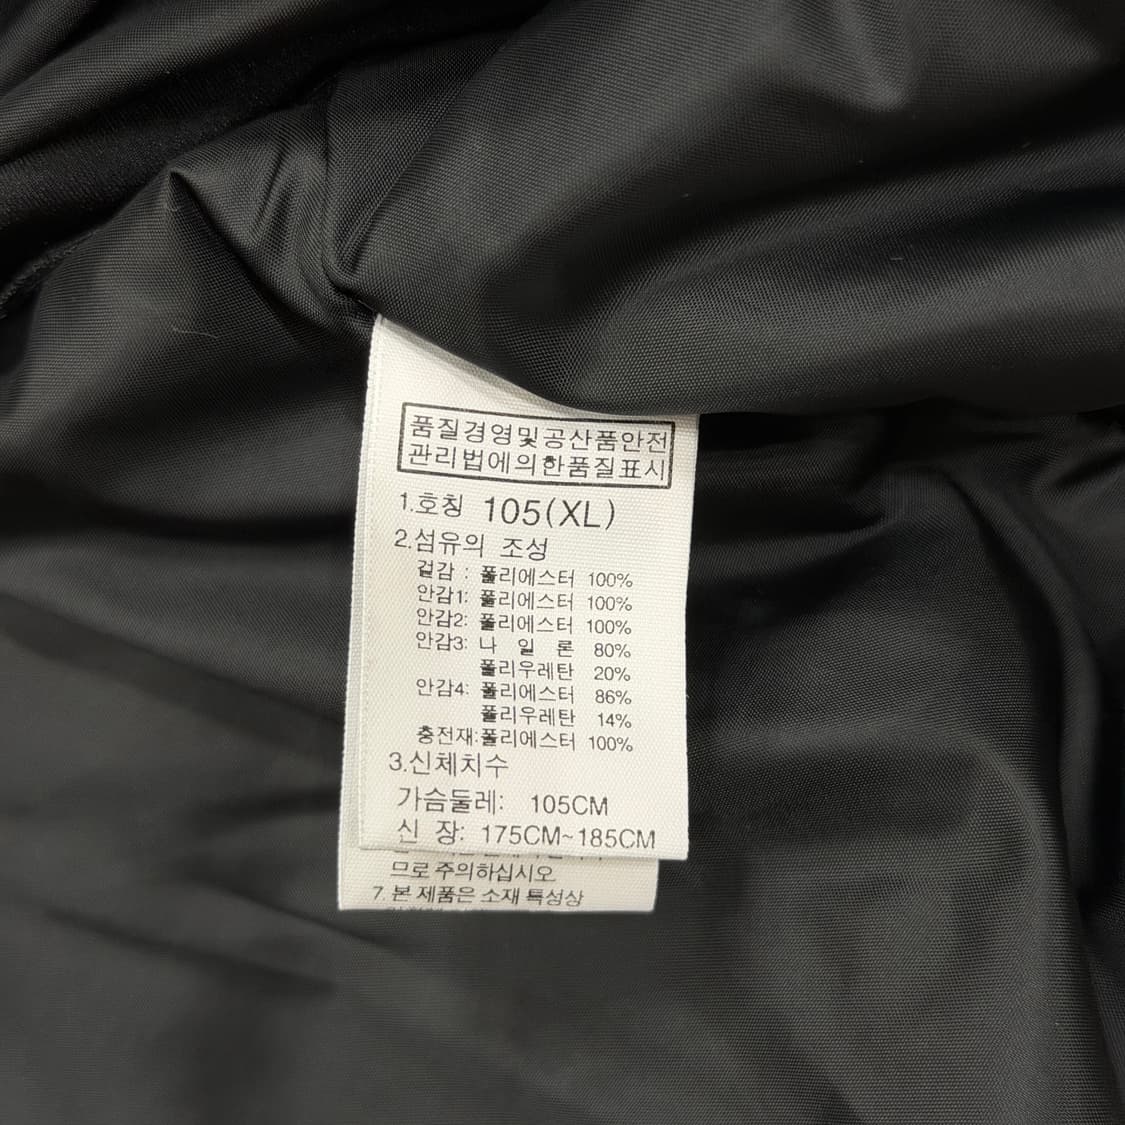 품질경영및공산품안전
관리법에의한품질표시
1.호칭 105(XL)
2.섬유의 조성
겉감 : 폴리에스터 100%
안감1: 폴리에스터 100%
안감2: 폴리에스터 100%
안감3: 나 일 론 80%
폴리우레탄 20%
안감4: 폴리에스터 86%
폴리우레탄 14%
충전재:폴리에스터 100%
3.신체치수
가슴둘레: 105CM
신 장: 175CM~185CM
므로 주의하십시오
7. 본 제품은 소재 특성상